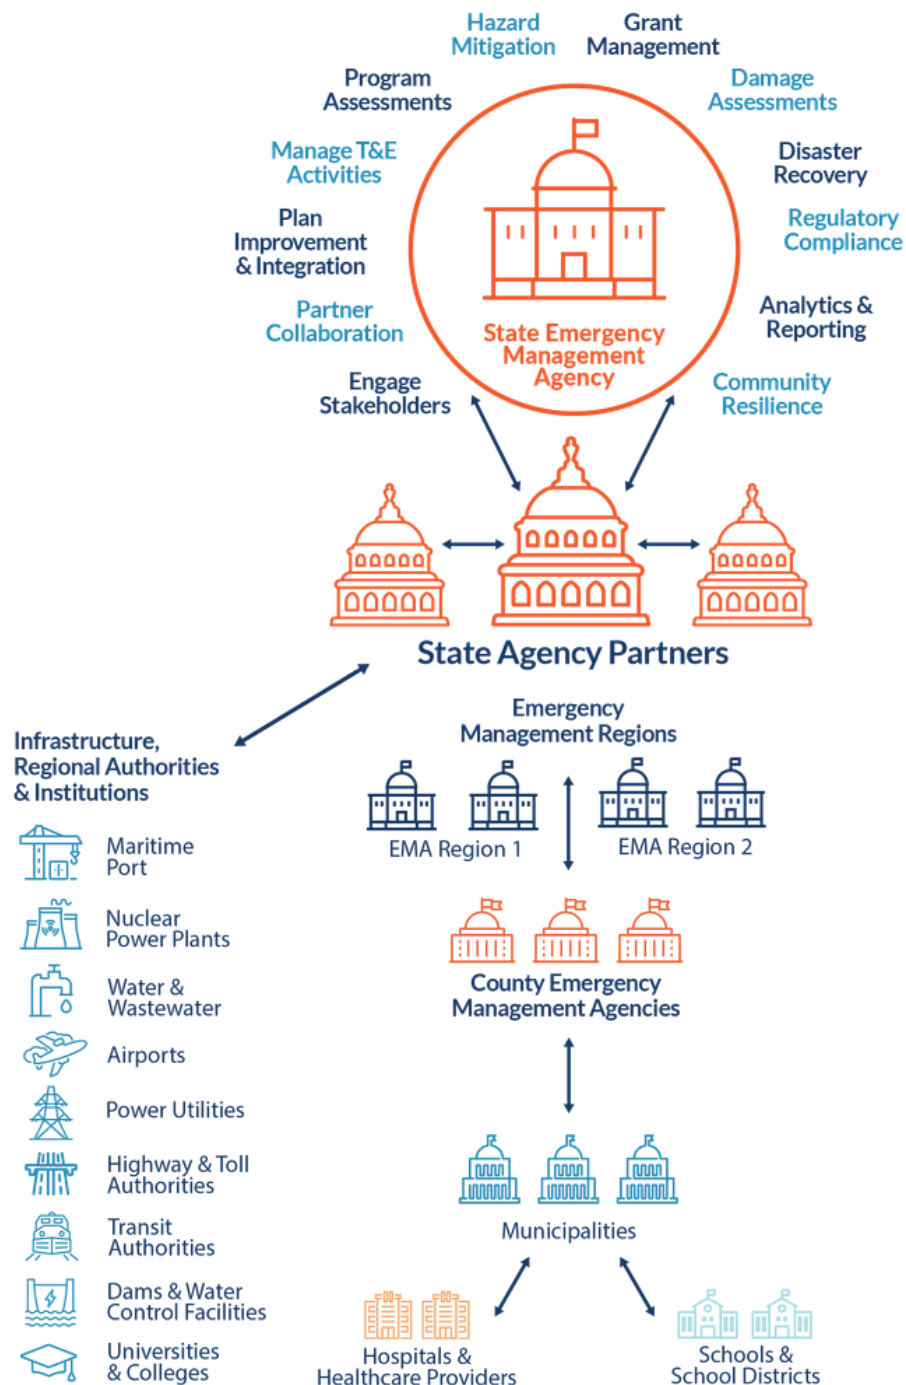 Hazard
Mitigation
Grant
Management
Program
Assessments
Damage
Assessments
Manage T&E
Activities
Disaster
Recovery
Plan
Improvement
& Integration
Regulatory
Compliance
Partner
Collaboration
Analytics &
Reporting
Engage
Stakeholders
Community
Resilience
State Emergency
Management
Agency
State Agency Partners
Infrastructure,
Regional Authorities
& Institutions
Maritime
Port
Nuclear
Power Plants
Water &
Wastewater
Airports
Power Utilities
Highway & Toll
Authorities
Transit
Authorities
Dams & Water
Control Facilities
Universities
& Colleges
Emergency
Management Regions
EMA Region 1
EMA Region 2
County Emergency
Management Agencies
Municipalities
Hospitals &
Healthcare Providers
Schools &
School Districts